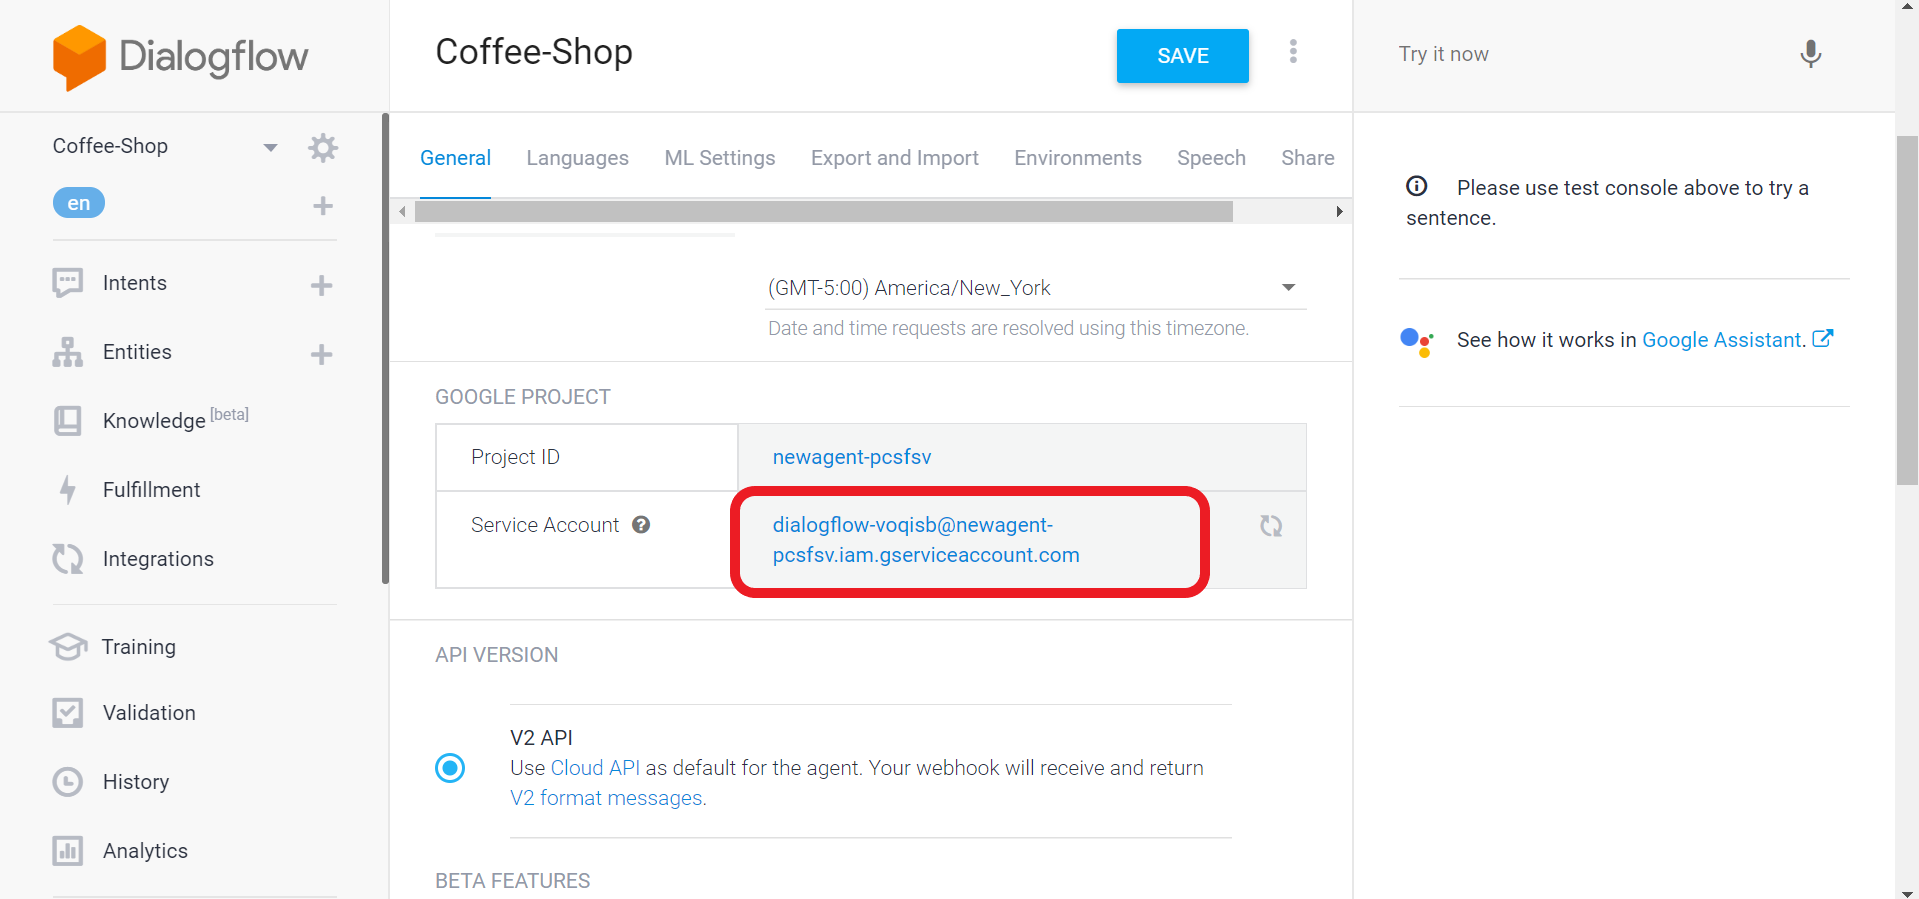 Dialogflow
Coffee-Shop
en
Intents
Entities
Knowledge [beta]
Fulfillment
Integrations
Training
Validation
History
Analytics
Coffee-Shop
SAVE
General Languages ML Settings Export and Import Environments Speech Share
(GMT-5:00) America/New_York
Date and time requests are resolved using this timezone.
GOOGLE PROJECT
Project ID newagent-pcsfsv
Service Account ? dialogflow-voqisb@newagent-
pcsfsv.iam.gserviceaccount.com
API VERSION
V2 API
Use Cloud API as default for the agent. Your webhook will receive and return
V2 format messages.
BETA FEATURES
Try it now
Please use test console above to try a
sentence.
See how it works in Google Assistant.